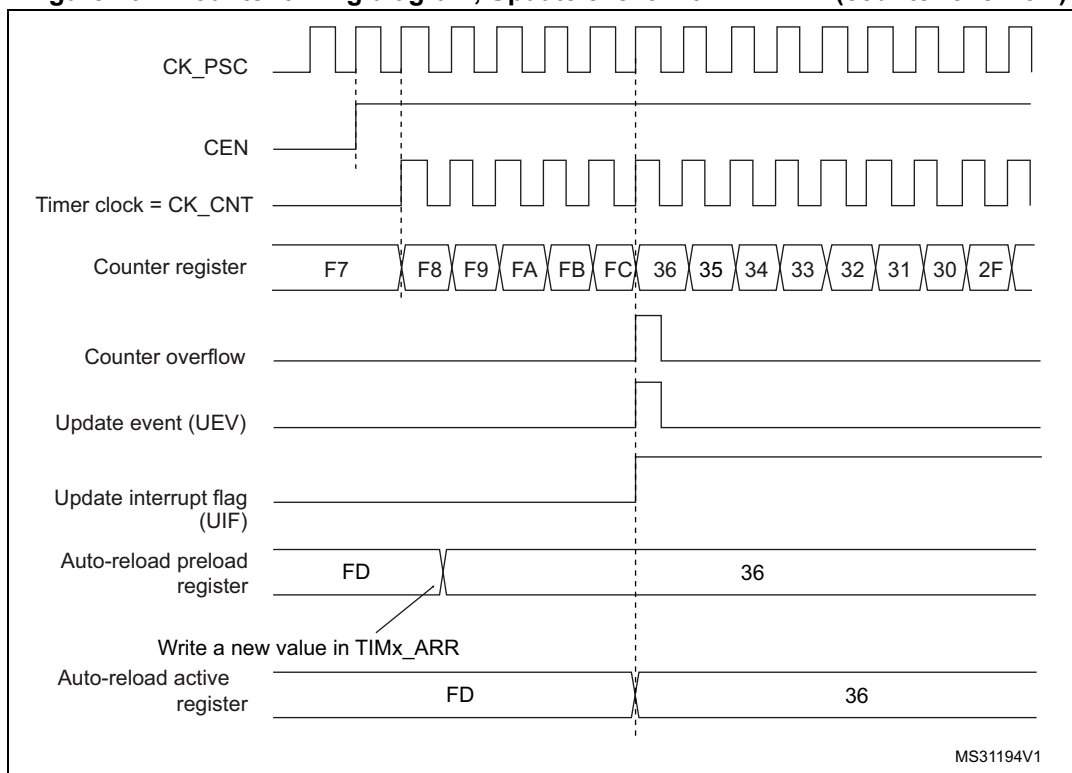 CK_PSC
CEN
Timer clock = CK_CNT
Counter register F7 F8 F9 FA FB FC 36 35 34 33 32 31 30 2F
Counter overflow
Update event (UEV)
Update interrupt flag
(UIF)
Auto-reload preload
register
FD 36
Write a new value in TIMx_ARR
Auto-reload active
register
FD 36
MS31194V1